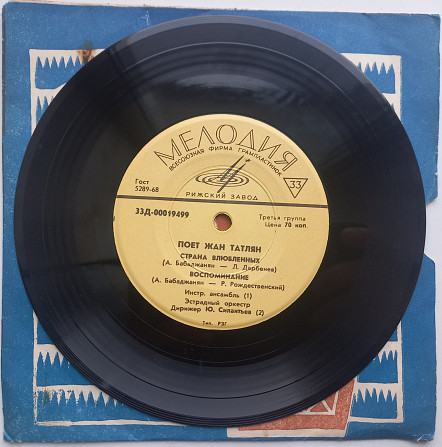 МЕЛОДИЯ
ВСЕСОЮЗНАЯ ФИРМА ГРАМПЛАСТИНОК
РИЖСКИЙ ЗАВОД
33
Гост
5289-68
33Д-00019499
Третья группа
Цена 70 коп.
ПОЕТ ЖАН ТАТЛЯН
СТРАНА ВЛЮБЛЕННЫХ
(А. Бабаджанян — Л. Дербенев)
ВОСПОМИНАНИЕ
(А. Бабаджанян — Р. Рождественский)
Инстр. ансамбль (1)
Эстрадный оркестр
Дирижер Ю. Силантьев (2)
Тип. РЗГ